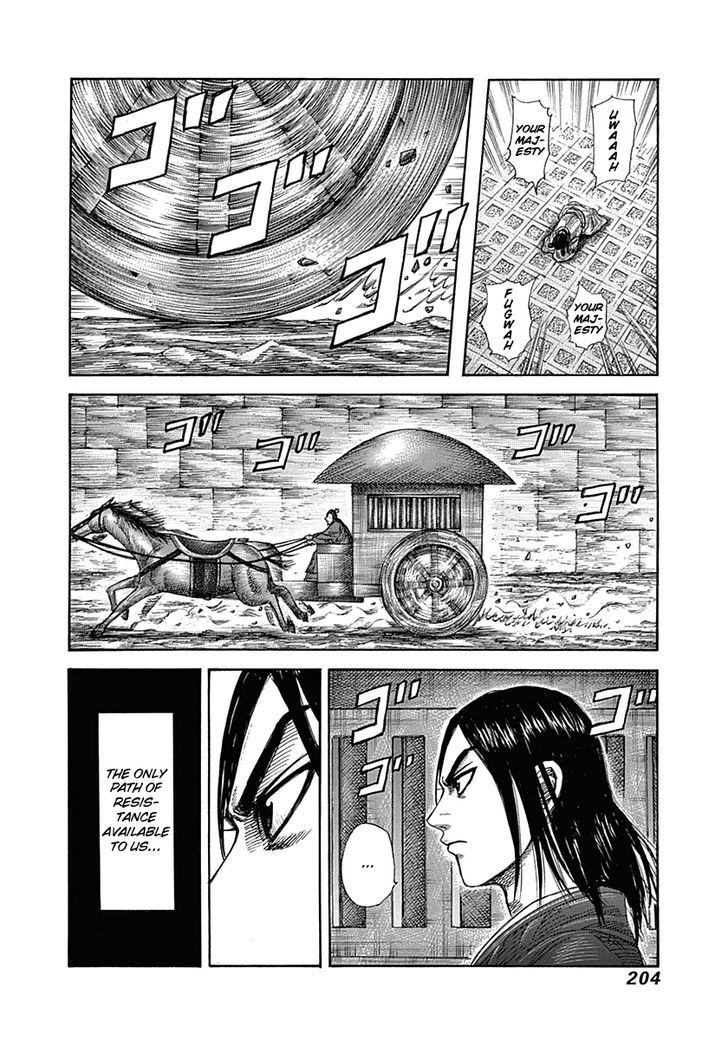 UWAAAH
YOUR
MAJ-
ESTY
YOUR
MAJ-
ESTY
FUGWAH
ゴ
ゴ
ゴ
ゴ
ゴ
ゴ
ゴ
ゴ
ゴ
ゴ
...
THE ONLY
PATH OF
RESIS-
TANCE
AVAILABLE
TO US...
204